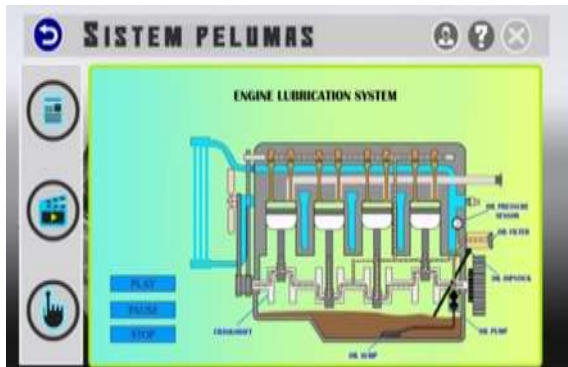 SISTEM PELUMAS
?
ENGINE LUBRICATION SYSTEM
OIL PRESSURE
SENSOR
OIL FILTER
OIL DIPSTICK
PLAY
PAUSE
STOP
CRANKSHAFT
OIL PUMP
OIL SUMP